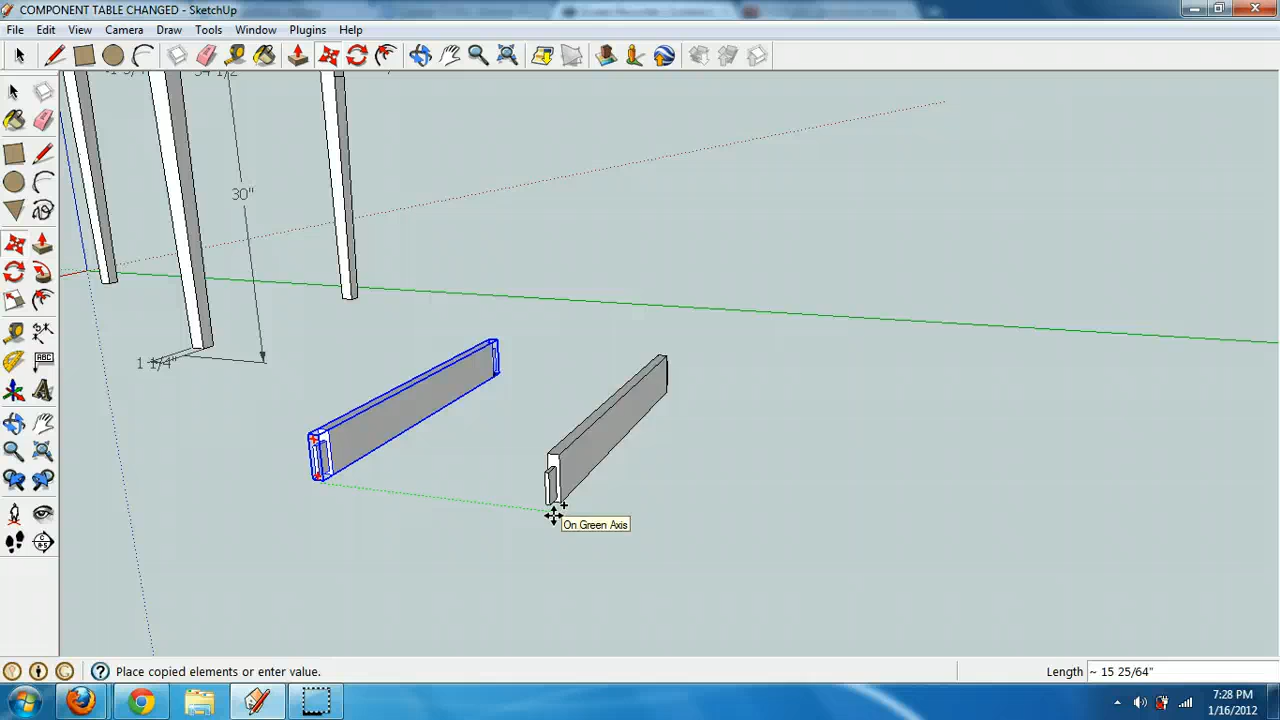 COMPONENT TABLE CHANGED - SketchUp
File Edit View Camera Draw Tools Window Plugins Help
30"
1 1/4"
On Green Axis
ABC
Place copied elements or enter value.
Length ~ 15 25/64"
7:28 PM
1/16/2012